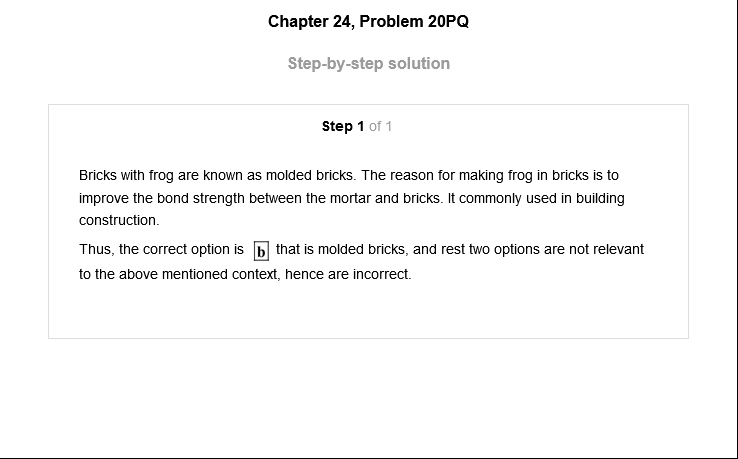 Chapter 24, Problem 20PQ
Step-by-step solution
Step 1 of 1
Bricks with frog are known as molded bricks. The reason for making frog in bricks is to
improve the bond strength between the mortar and bricks. It commonly used in building
construction.
Thus, the correct option is b that is molded bricks, and rest two options are not relevant
to the above mentioned context, hence are incorrect.